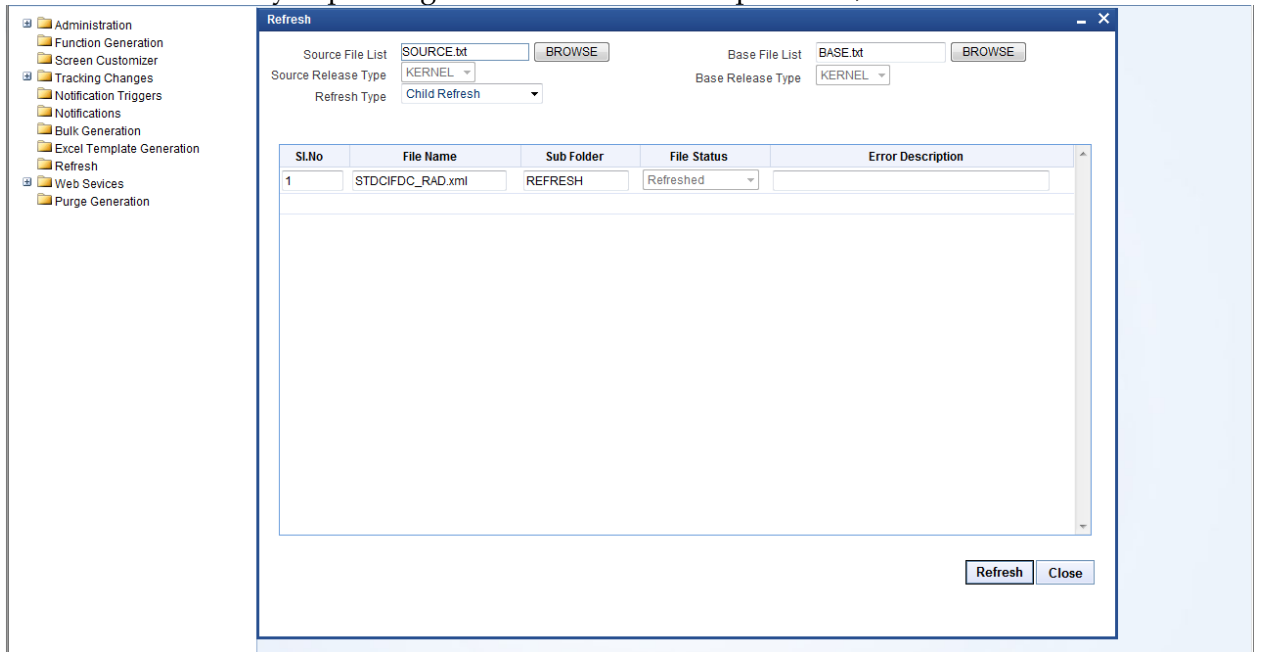 Administration
Function Generation
Screen Customizer
Tracking Changes
Notification Triggers
Notifications
Bulk Generation
Excel Template Generation
Refresh
Web Sevices
Purge Generation
Refresh
Source File List SOURCE.txt BROWSE Base File List BASE.txt BROWSE
Source Release Type KERNEL Base Release Type KERNEL
Refresh Type Child Refresh
Sl.No File Name Sub Folder File Status Error Description
1 STDCIFDC_RAD.xml REFRESH Refreshed
Refresh Close